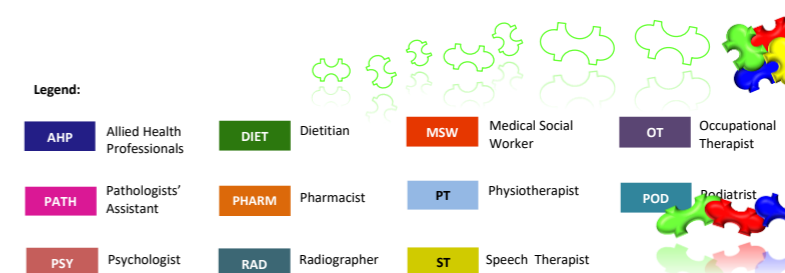 Legend:
AHP Allied Health Professionals
DIET Dietitian
MSW Medical Social Worker
OT Occupational Therapist
PATH Pathologists' Assistant
PHARM Pharmacist
PT Physiotherapist
POD Podiatrist
PSY Psychologist
RAD Radiographer
ST Speech Therapist